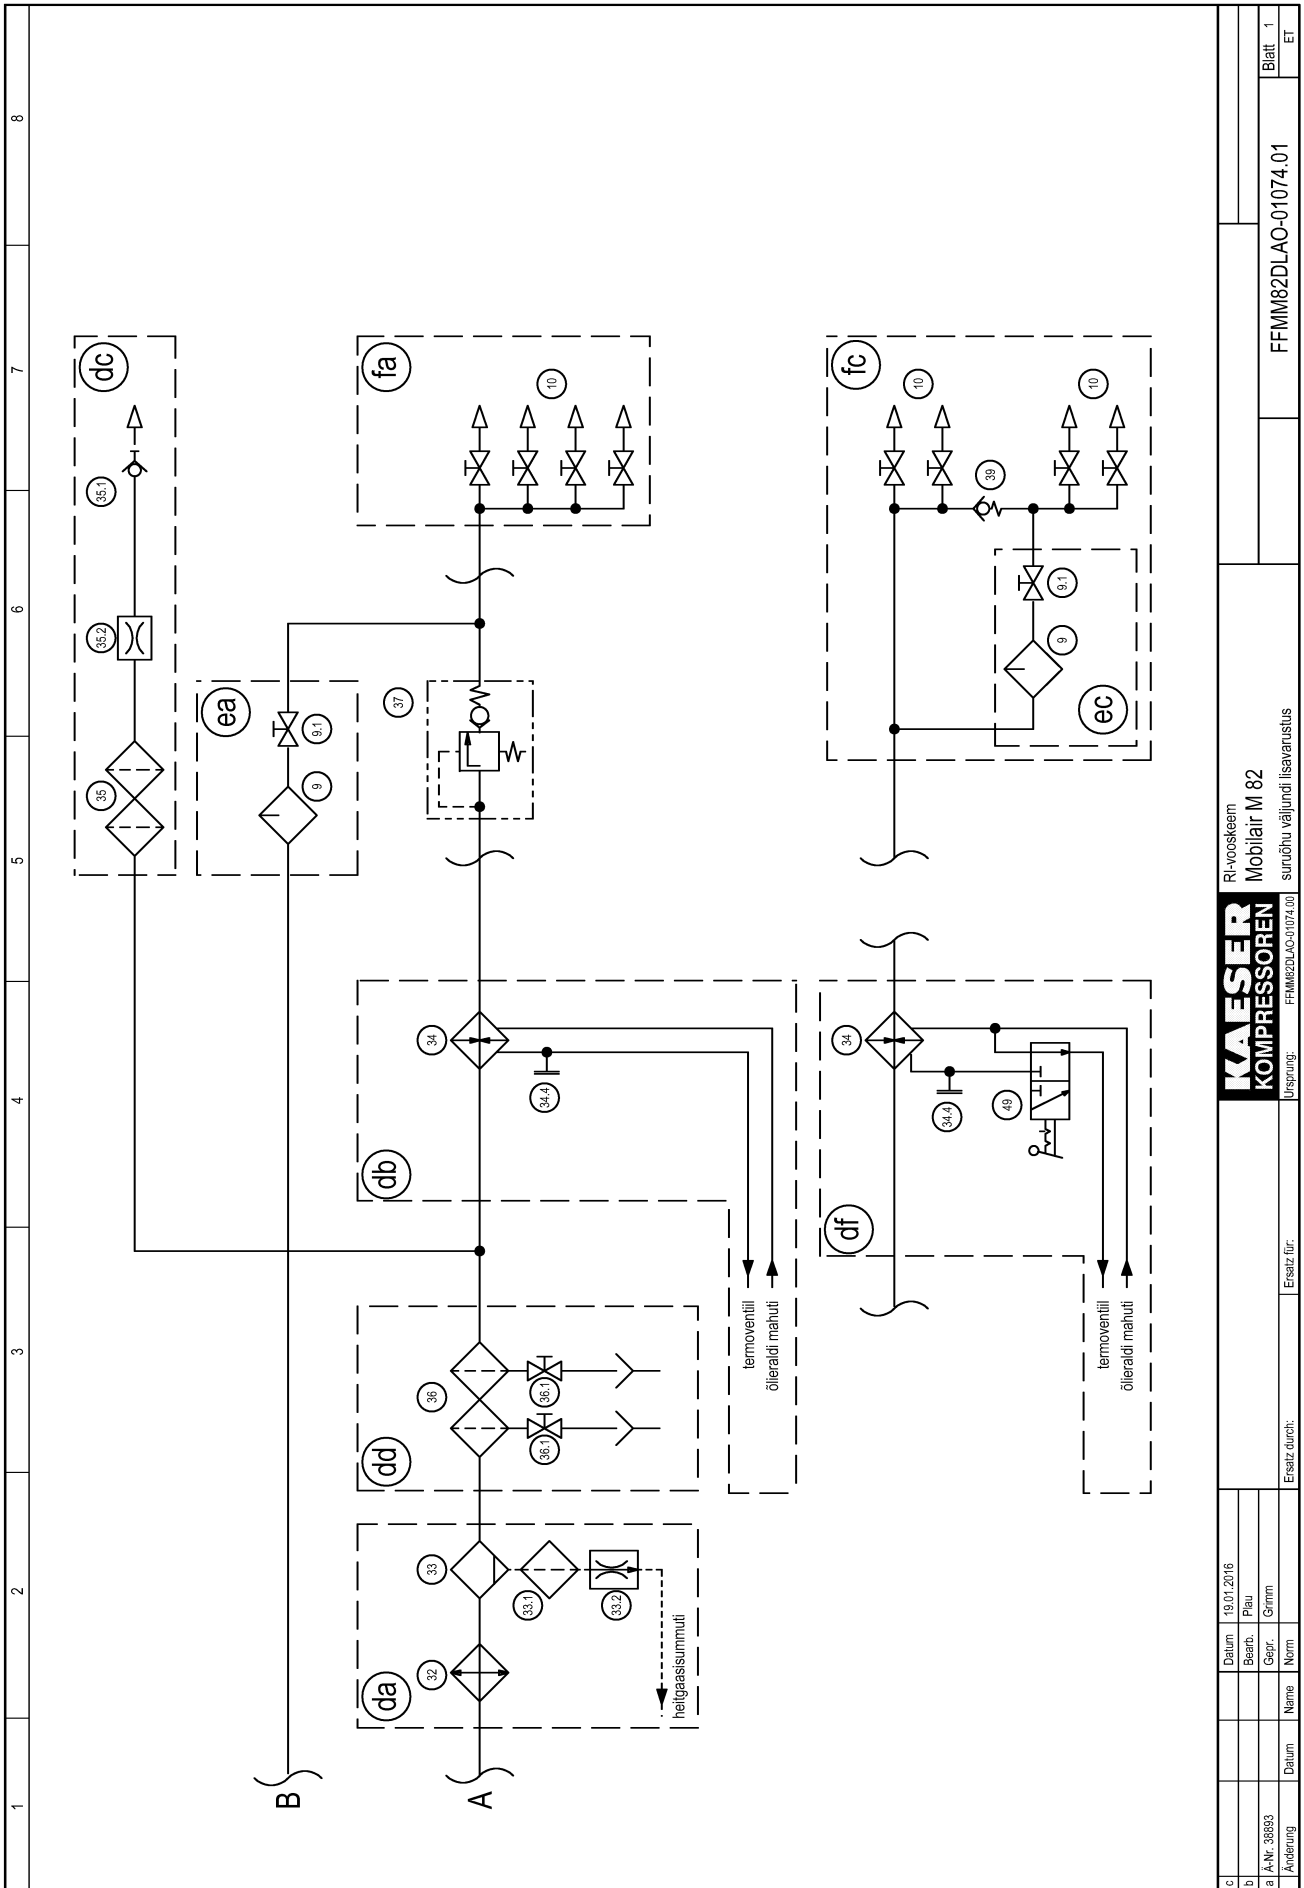 1 2 3 4 5 6 7 8
dc
35.1
35.2
35
ea
9.1
9
B
fa
10
37
db
34
34.4
termoventiil
õlieraldi mahuti
dd
36
36.1
36.1
da
32
33
33.1
33.2
heitgaasisummuti
A
fc
10
10
39
ec
9.1
9
df
34
34.4
49
termoventiil
õlieraldi mahuti
c
b
a Ä-Nr. 38893
Änderung Datum Name
Datum 19.01.2016
Bearb. Plau
Gepr. Grimm
Norm
Ersatz durch: Ersatz für:
KAESER
KOMPRESSOREN
Ursprung: FFMM82DLAO-01074.00
RI-vooskeem
Mobilair M 82
suruõhu väljundi lisavarustus
FFMM82DLAO-01074.01
Blatt 1
ET